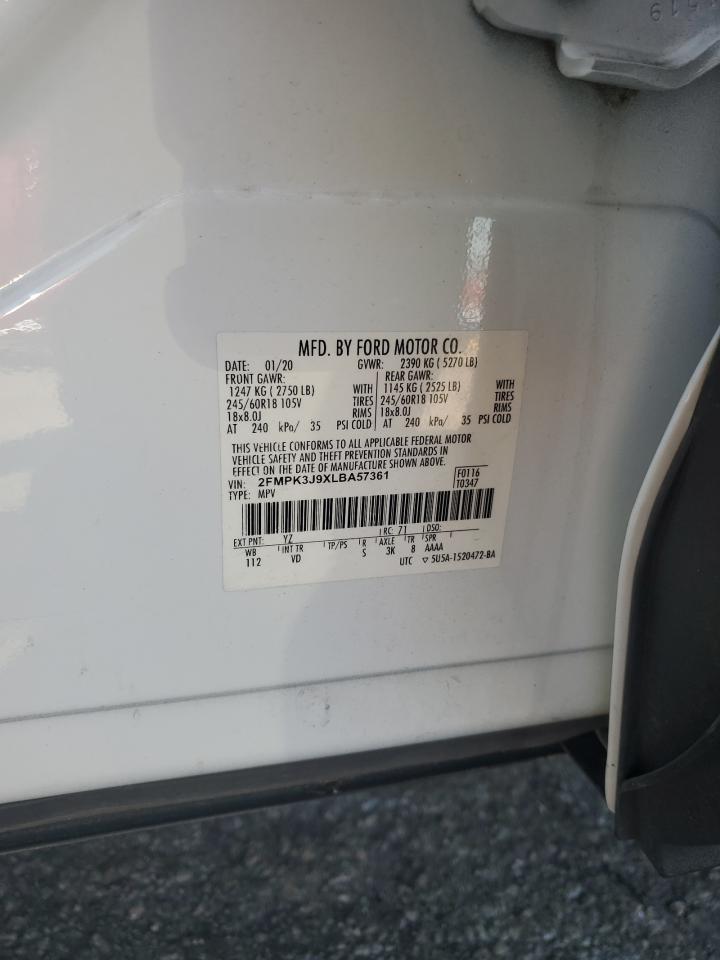 519
MFD. BY FORD MOTOR CO.
DATE: 01/20 GVWR: 2390 KG ( 5270 LB)
FRONT GAWR: REAR GAWR:
1247 KG ( 2750 LB) WITH 1145 KG ( 2525 LB) WITH
245/60R18 105V TIRES 245/60R18 105V TIRES
18x8.0J RIMS 18x8.0J RIMS
AT 240 kPa/ 35 PSI COLD AT 240 kPa/ 35 PSI COLD
THIS VEHICLE CONFORMS TO ALL APPLICABLE FEDERAL MOTOR
VEHICLE SAFETY AND THEFT PREVENTION STANDARDS IN
EFFECT ON THE DATE OF MANUFACTURE SHOWN ABOVE.
VIN: 2FMPK3J9XLBA57361 F0116
TYPE: MPV T0347
EXT PNT: YZ RC: 71 DSO:
WB INT TR TP/PS R AXLE TR SPR
112 VD S 3K 8 AAAA
UTC ▽ 5U5A-1520472-BA